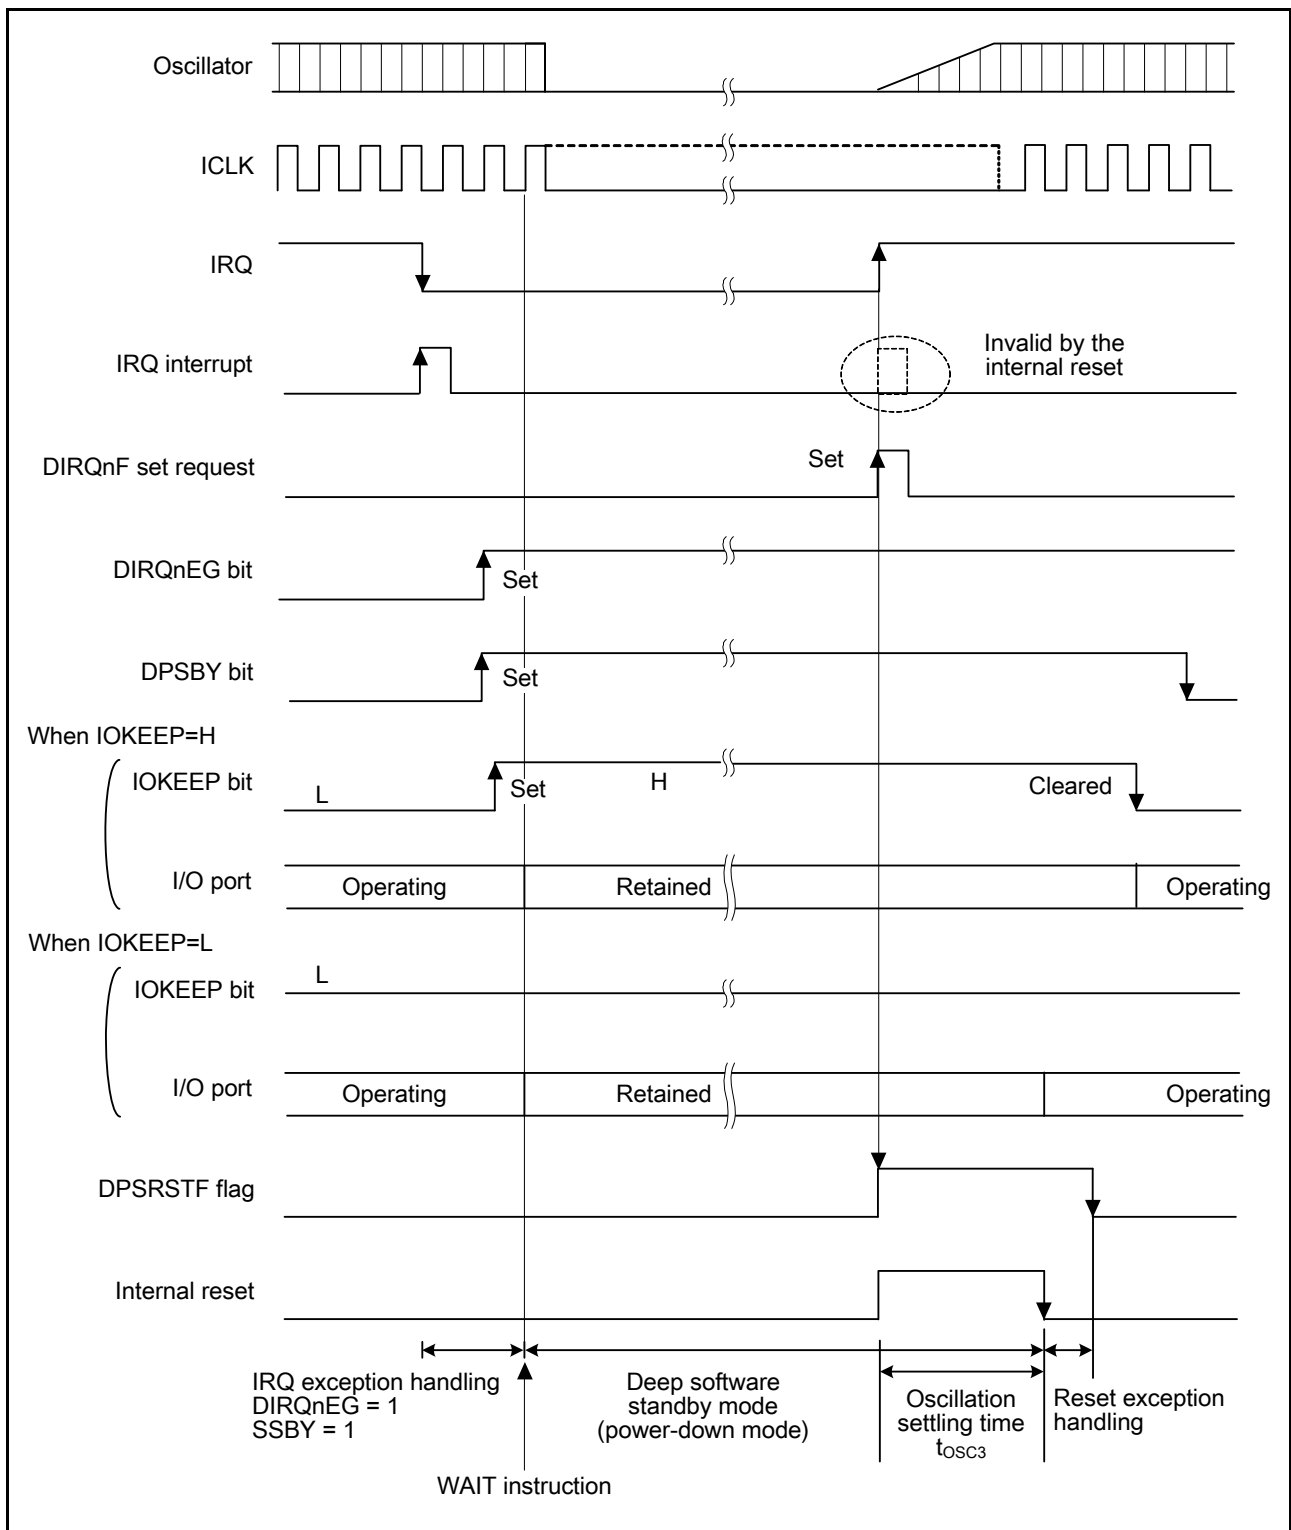 Oscillator
ICLK
IRQ
IRQ interrupt
Invalid by the
internal reset
DIRQnF set request
Set
DIRQnEG bit
Set
DPSBY bit
Set
When IOKEEP=H
IOKEEP bit
L
Set
H
Cleared
I/O port
Operating
Retained
Operating
When IOKEEP=L
IOKEEP bit
L
I/O port
Operating
Retained
Operating
DPSRSTF flag
Internal reset
IRQ exception handling
DIRQnEG = 1
SSBY = 1
Deep software
standby mode
(power-down mode)
Oscillation
settling time
tOSC3
Reset exception
handling
WAIT instruction